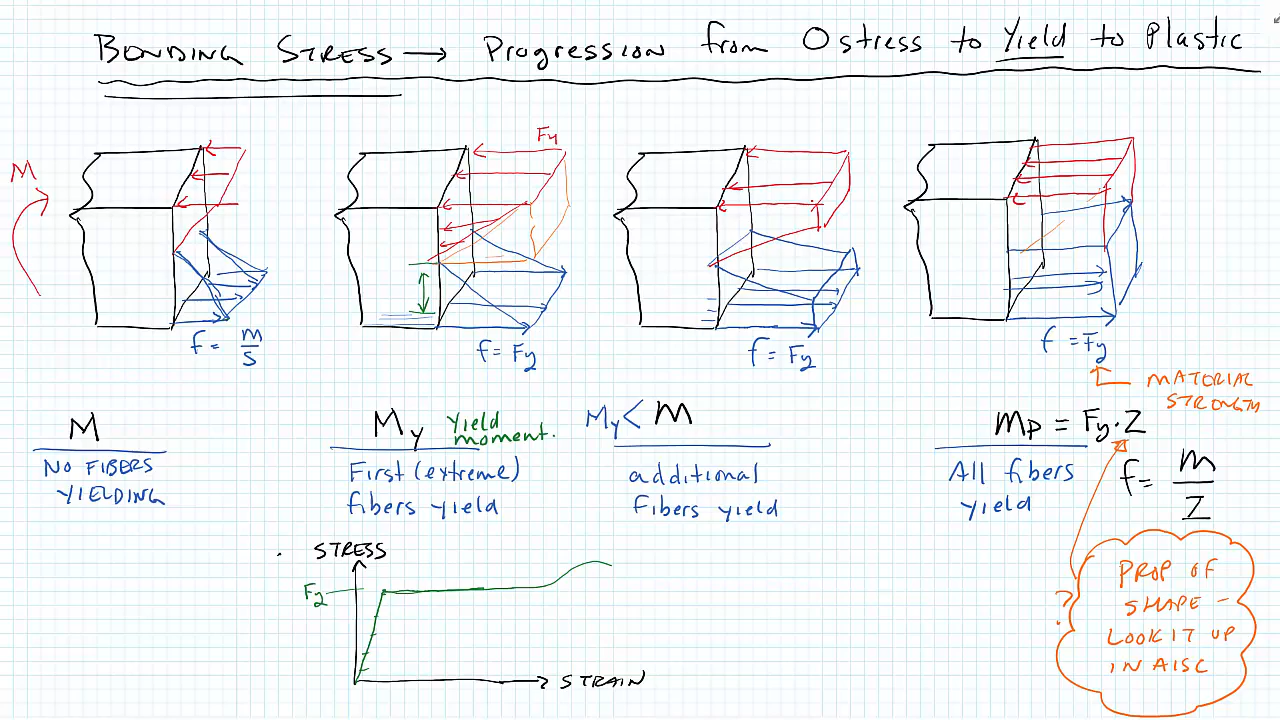 BENDING STRESS → Progression from 0 stress to Yield to Plastic
M
Fy
f = M/S
f = Fy
f = Fy
f = Fy
MATERIAL
STRENGTH
M
NO FIBERS
YIELDING
My Yield
moment.
First (extreme)
fibers yield
My < M
additional
Fibers yield
Mp = Fy·Z
All fibers
yield
f = M/Z
STRESS
Fy
STRAIN
?
PROP OF
SHAPE -
LOOK IT UP
IN AISC